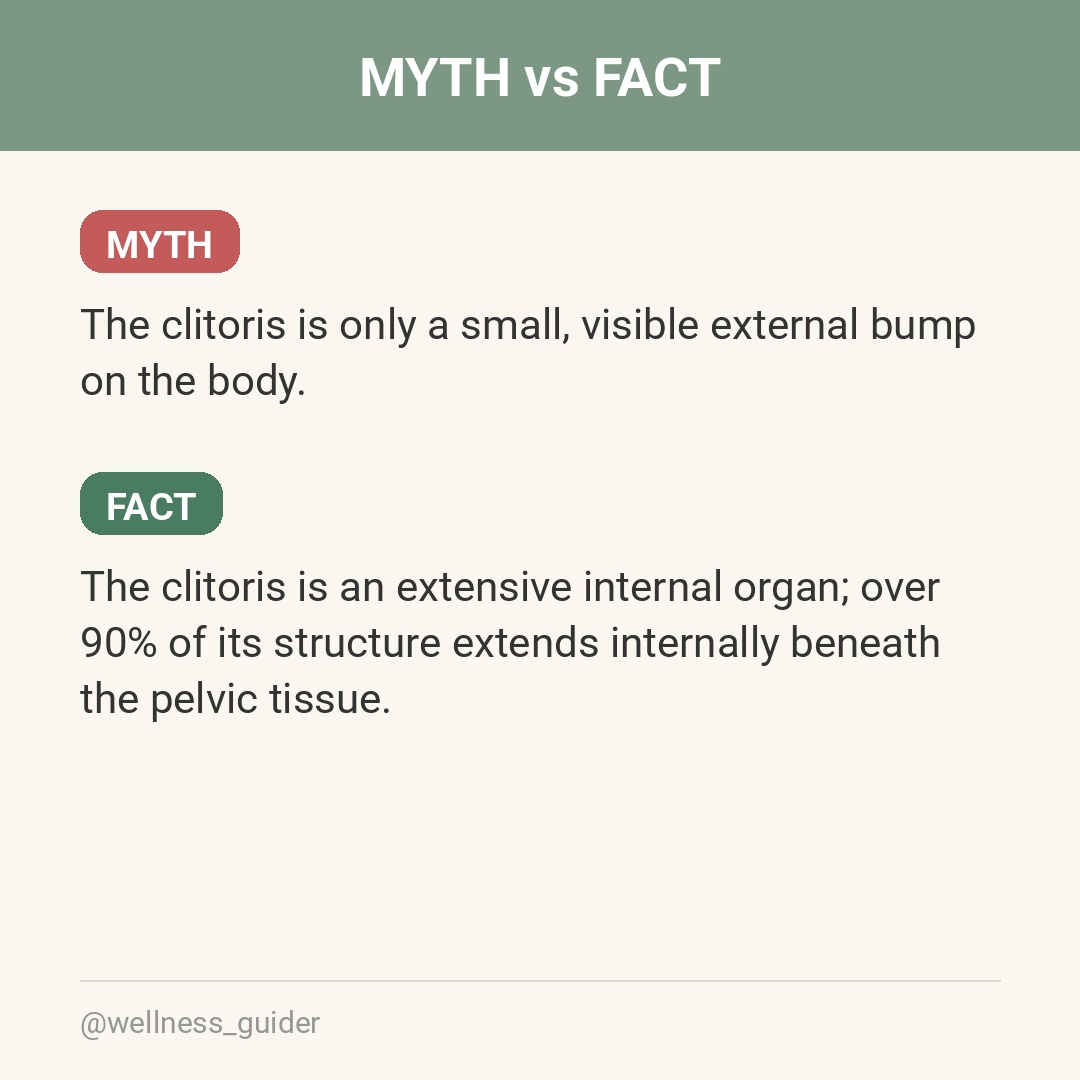 MYTH vs FACT
MYTH
The clitoris is only a small, visible external bump
on the body.
FACT
The clitoris is an extensive internal organ; over
90% of its structure extends internally beneath
the pelvic tissue.
@wellness_guider